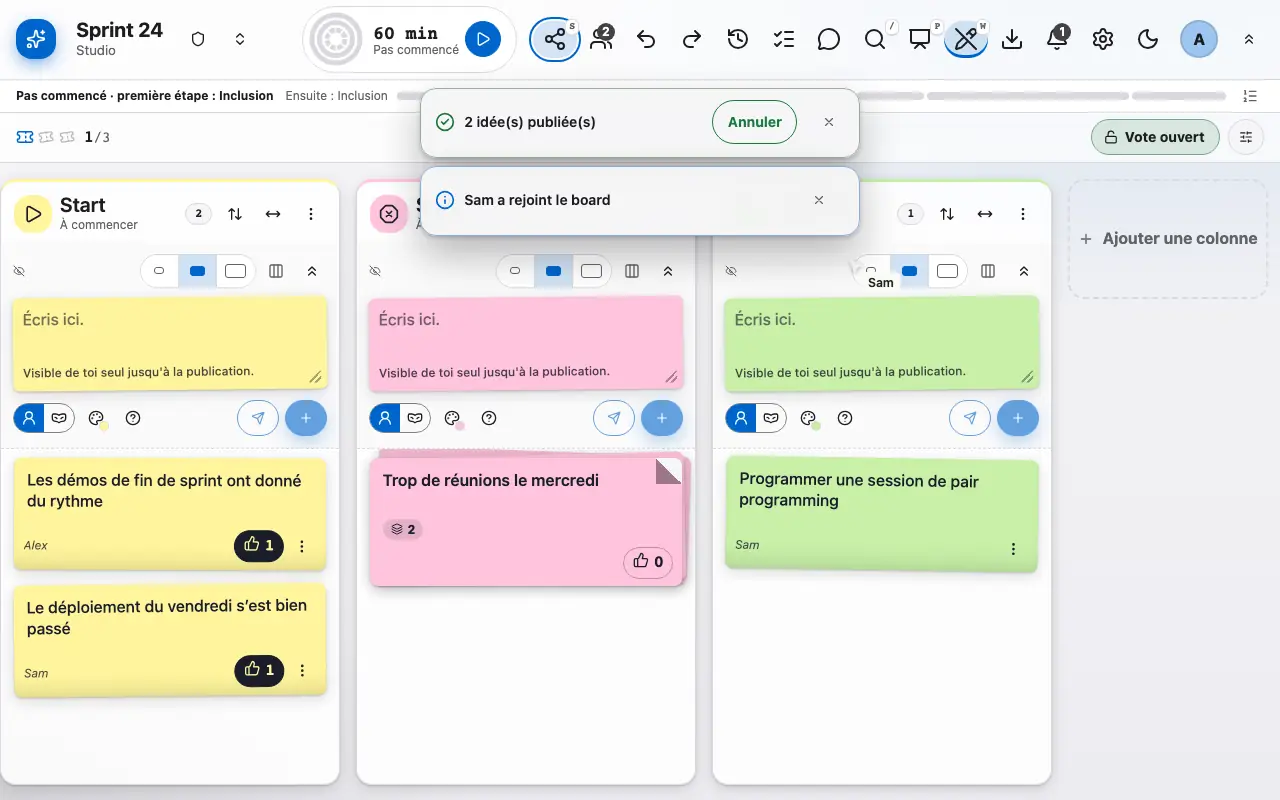 Sprint 24
Studio
60 min
Pas commencé
S
2
/
P
W
1
A
Pas commencé · première étape : Inclusion
Ensuite : Inclusion
2 idée(s) publiée(s)
Annuler
1/3
Vote ouvert
Sam a rejoint le board
Start
À commencer
2
1
Ajouter une colonne
Sam
Écris ici.
Visible de toi seul jusqu'à la publication.
Écris ici.
Visible de toi seul jusqu'à la publication.
Écris ici.
Visible de toi seul jusqu'à la publication.
Les démos de fin de sprint ont donné
du rythme
Alex
1
Le déploiement du vendredi s’est bien
passé
Sam
1
Trop de réunions le mercredi
2
0
Programmer une session de pair
programming
Sam